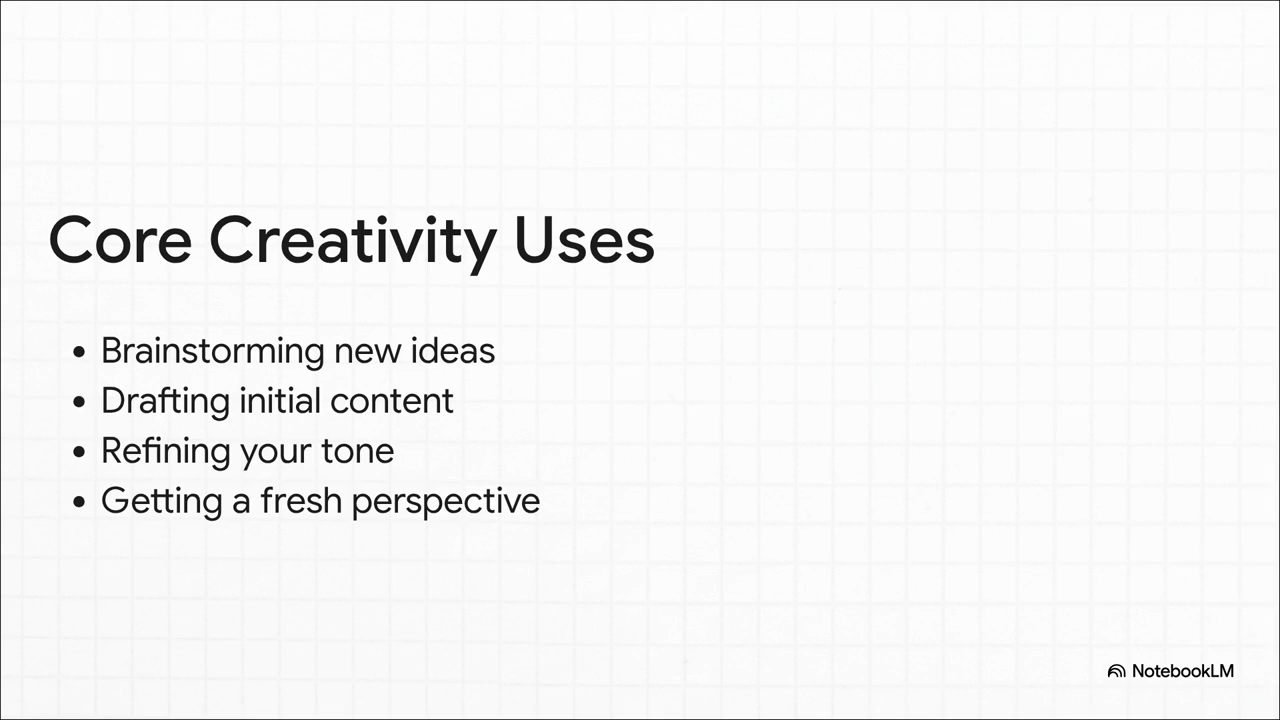 Core Creativity Uses
• Brainstorming new ideas
• Drafting initial content
• Refining your tone
• Getting a fresh perspective
NotebookLM